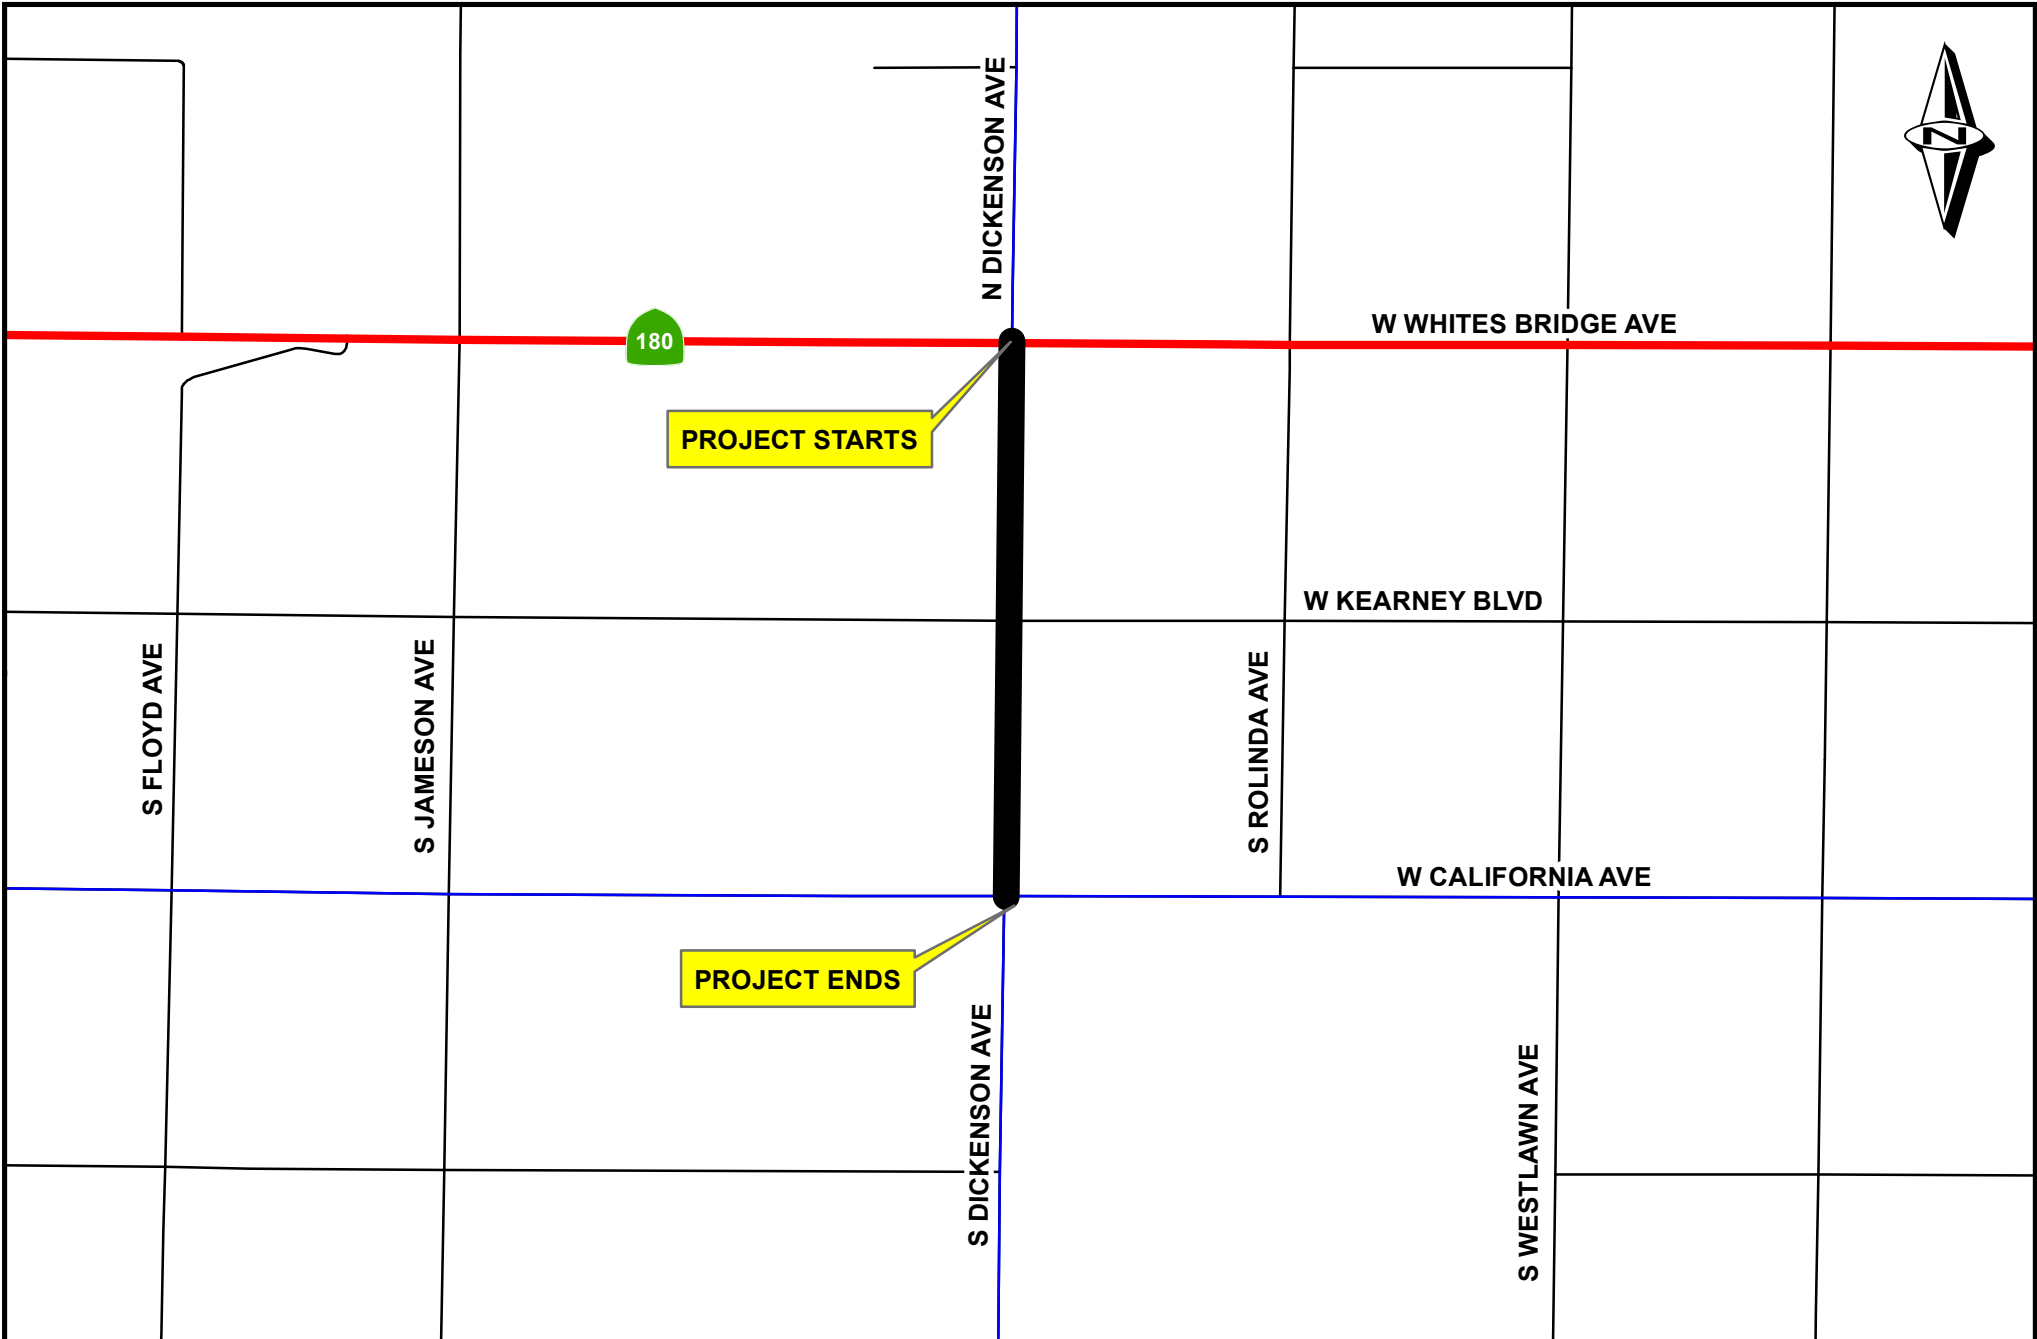 N DICKENSON AVE
N
W WHITES BRIDGE AVE
180
PROJECT STARTS
W KEARNEY BLVD
S FLOYD AVE
S JAMESON AVE
S ROLINDA AVE
W CALIFORNIA AVE
PROJECT ENDS
S DICKENSON AVE
S WESTLAWN AVE